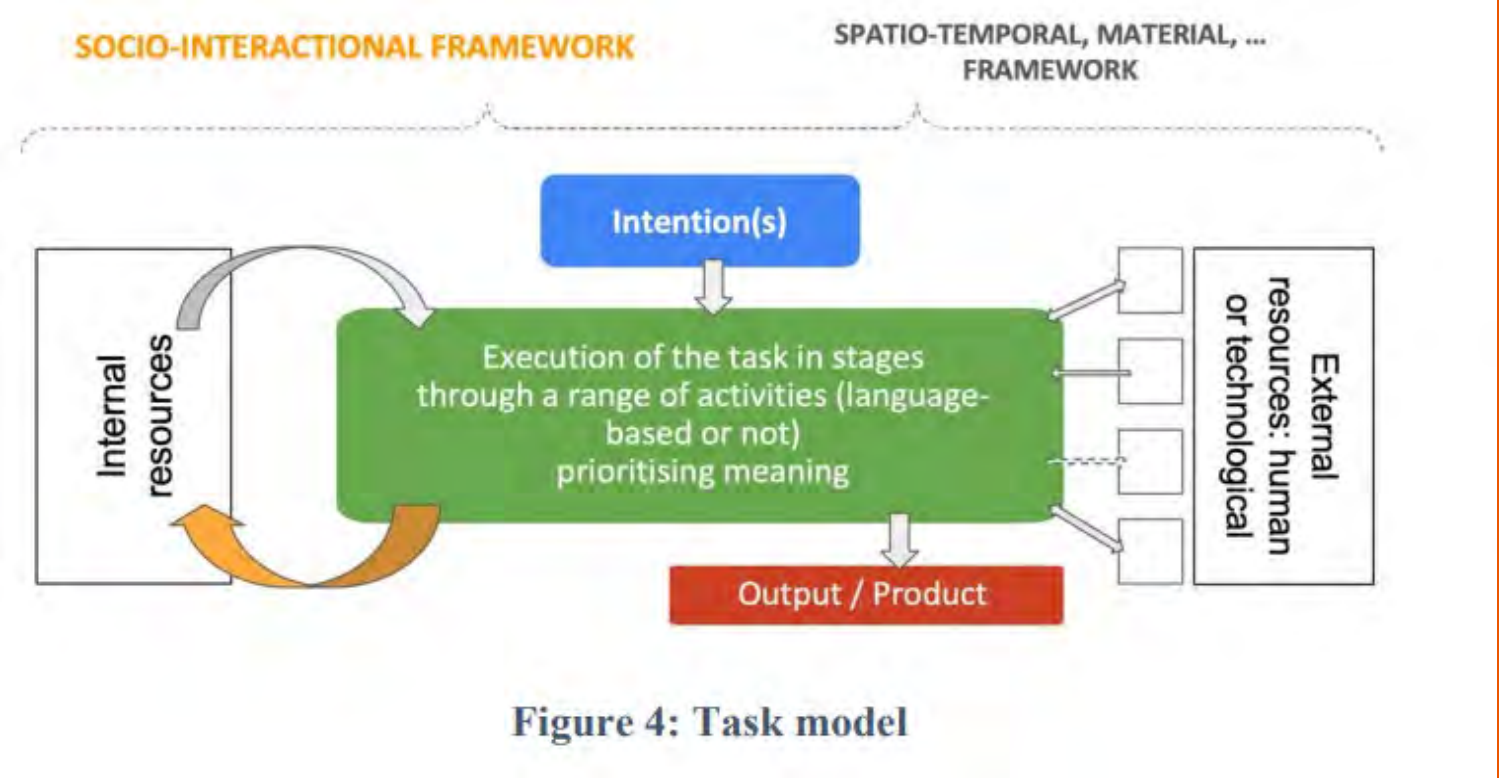 SOCIO-INTERACTIONAL FRAMEWORK
SPATIO-TEMPORAL, MATERIAL, ...
FRAMEWORK
Intention(s)
Internal
resources
Execution of the task in stages
through a range of activities (language-
based or not)
prioritising meaning
External
resources: human
or technological
Output / Product
Figure 4: Task model